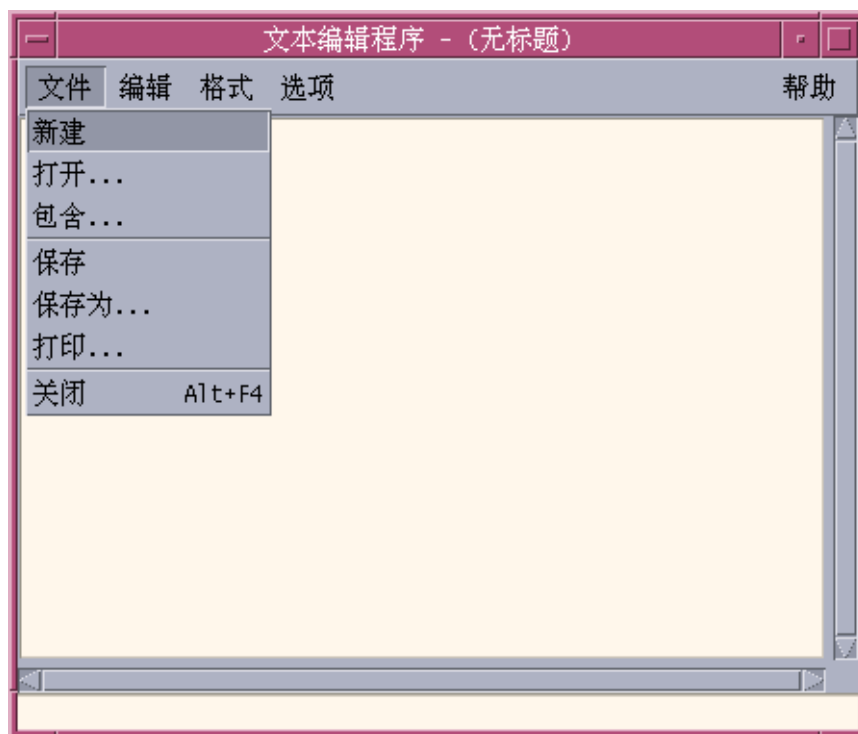 文本编辑程序 - (无标题)
文件 编辑 格式 选项 帮助
新建
打开...
包含...
保存
保存为...
打印...
关闭 Alt+F4